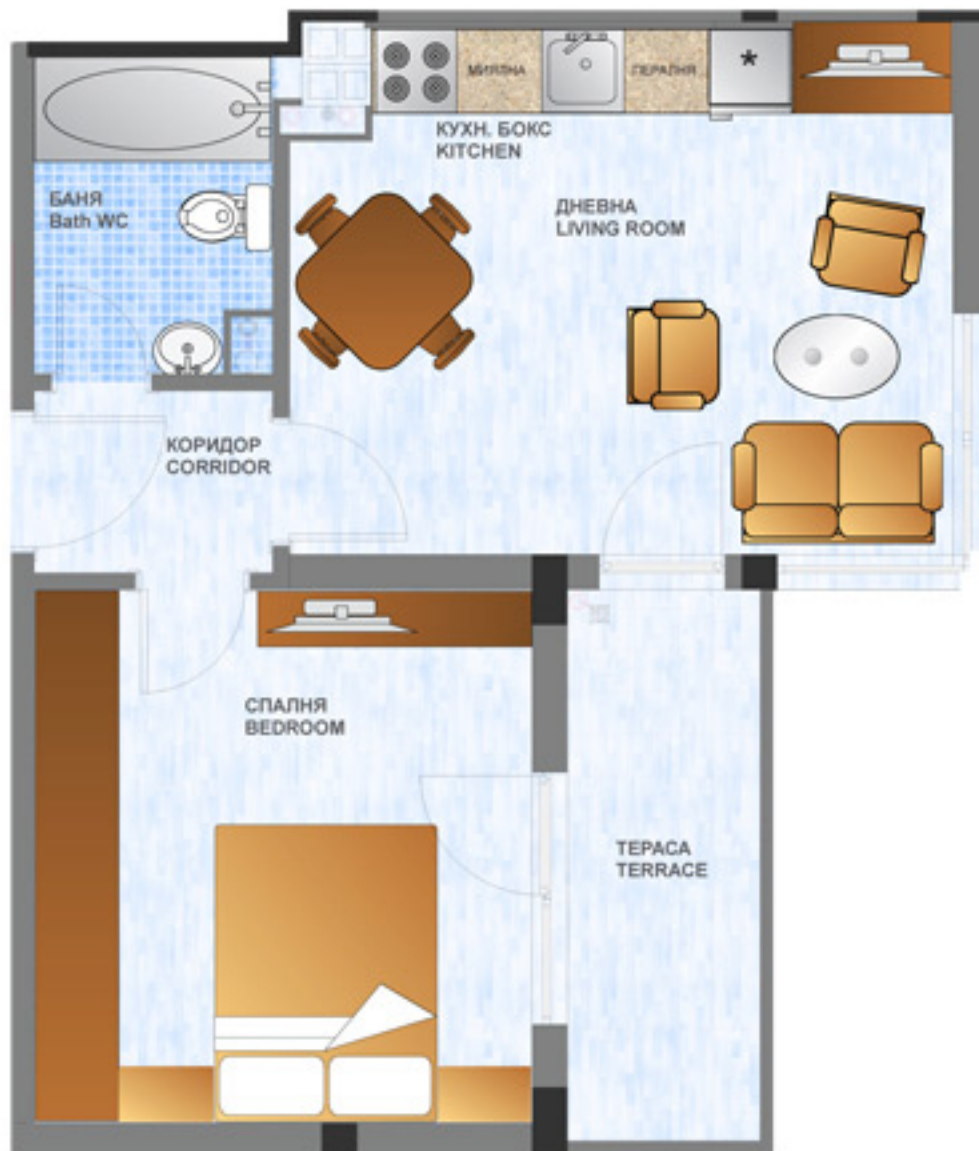 МИЯЛНА
ПЕРАЛНЯ
*
КУХН. БОКС
KITCHEN
БАНЯ
Bath WC
ДНЕВНА
LIVING ROOM
КОРИДОР
CORRIDOR
СПАЛНЯ
BEDROOM
ТЕРАСА
TERRACE